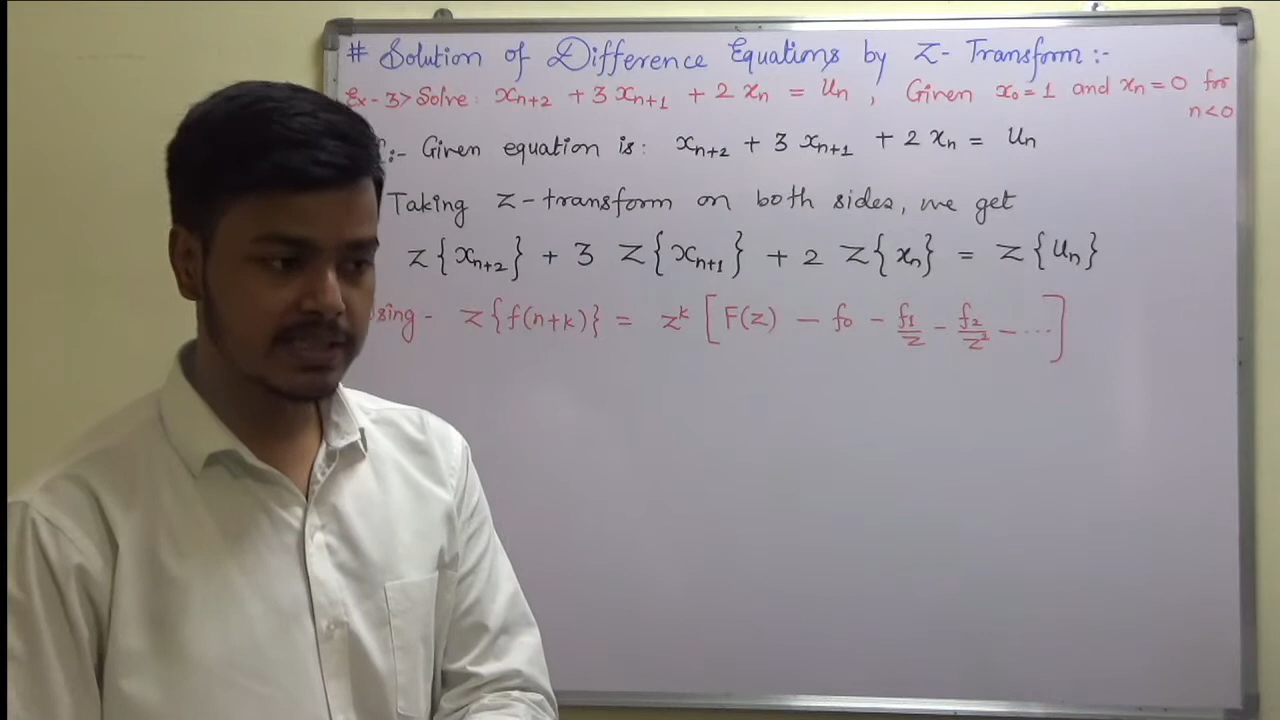 # Solution of Difference Equations by Z-Transform:-
Ex-3> Solve: xₙ₊₂ + 3 xₙ₊₁ + 2 xₙ = uₙ , Given x₀ = 1 and xₙ = 0 for
n<0
:- Given equation is: xₙ₊₂ + 3 xₙ₊₁ + 2 xₙ = uₙ
Taking Z-transform on both sides, we get
Z{xₙ₊₂} + 3 Z{xₙ₊₁} + 2 Z{xₙ} = Z{uₙ}
sing - Z{f(n+k)} = zᵏ [F(z) - f₀ - f₁/z - f₂/z² - ...]